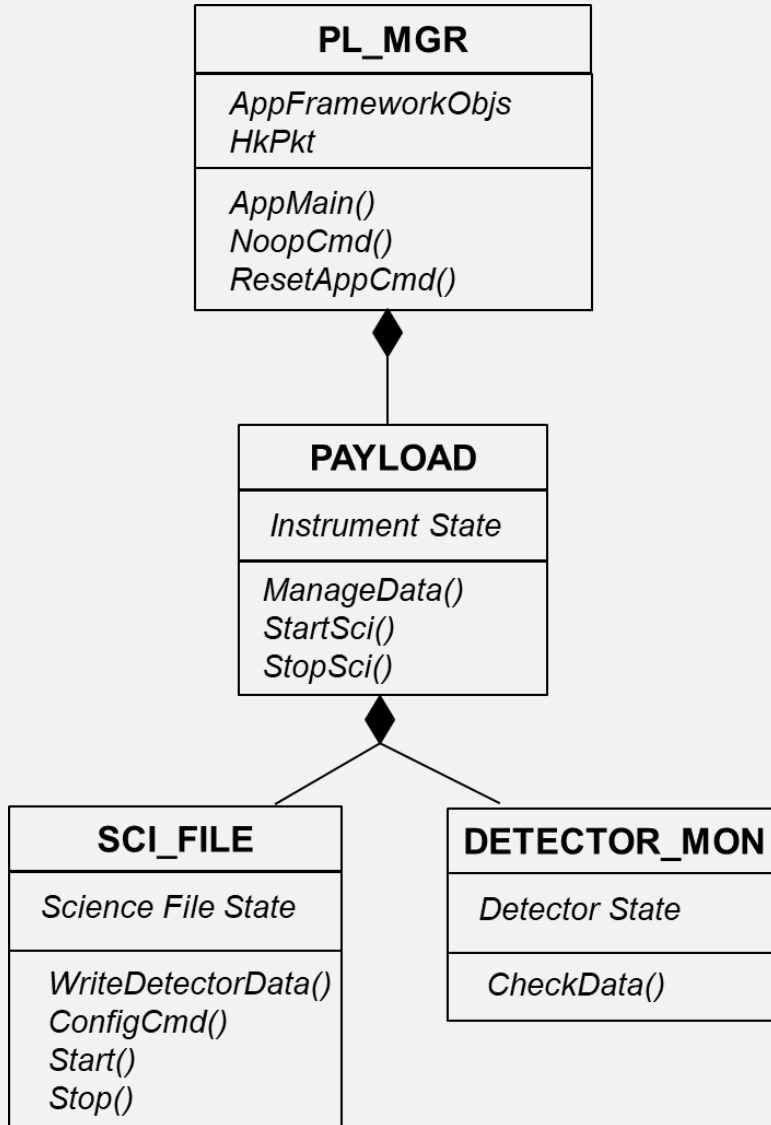 PL_MGR
AppFrameworkObjs
HkPkt
AppMain()
NoopCmd()
ResetAppCmd()
PAYLOAD
Instrument State
ManageData()
StartSci()
StopSci()
SCI_FILE
Science File State
WriteDetectorData()
ConfigCmd()
Start()
Stop()
DETECTOR_MON
Detector State
CheckData()